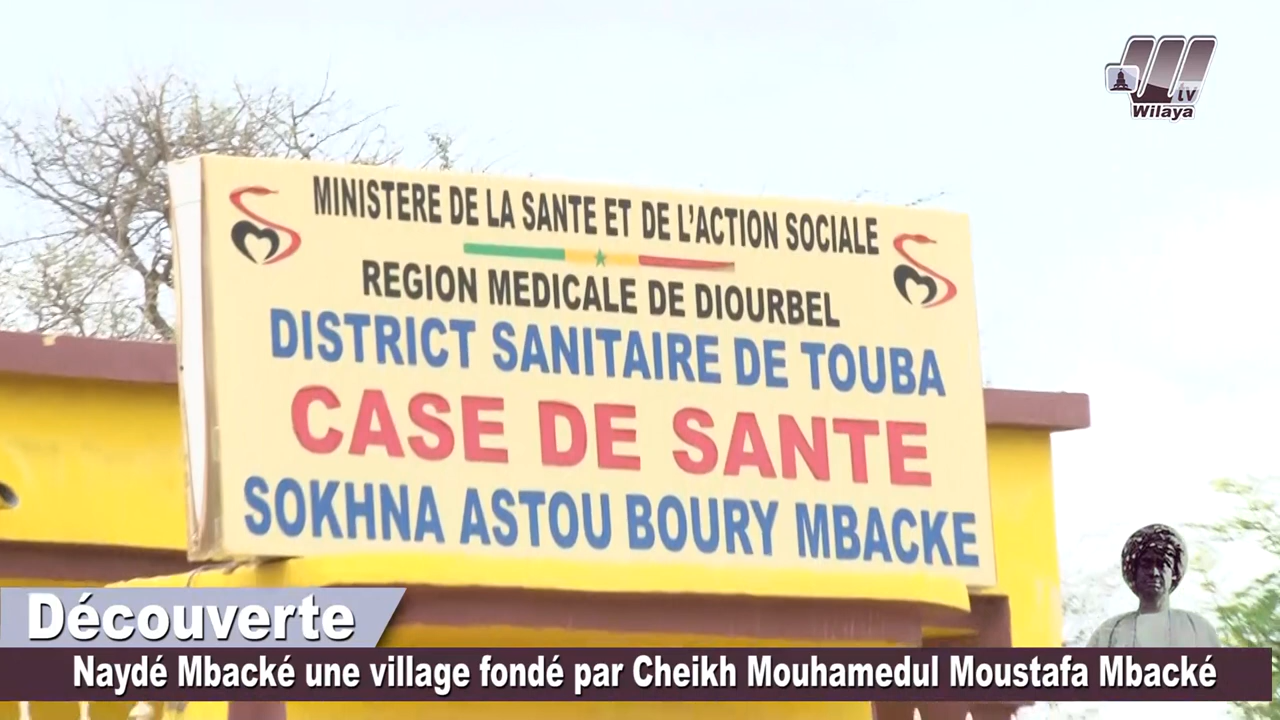 tv
Wilaya
MINISTERE DE LA SANTE ET DE L'ACTION SOCIALE
REGION MEDICALE DE DIOURBEL
DISTRICT SANITAIRE DE TOUBA
CASE DE SANTE
SOKHNA ASTOU BOURY MBACKE
Découverte
Naydé Mbacké une village fondé par Cheikh Mouhamedul Moustafa Mbacké